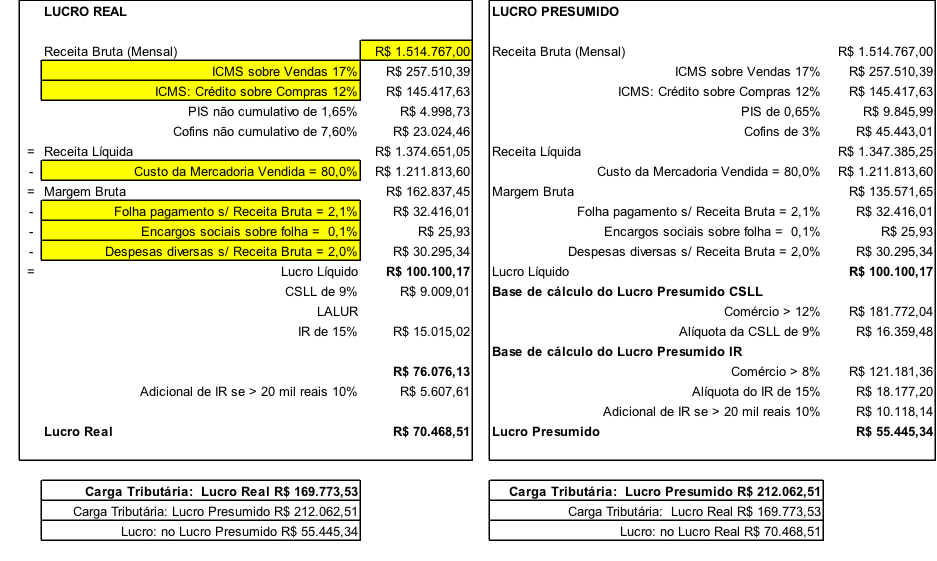 LUCRO REAL
Receita Bruta (Mensal) R$ 1.514.767,00
ICMS sobre Vendas 17% R$ 257.510,39
ICMS: Crédito sobre Compras 12% R$ 145.417,63
PIS não cumulativo de 1,65% R$ 4.998,73
Cofins não cumulativo de 7,60% R$ 23.024,46
= Receita Líquida R$ 1.374.651,05
- Custo da Mercadoria Vendida = 80,0% R$ 1.211.813,60
= Margem Bruta R$ 162.837,45
- Folha pagamento s/ Receita Bruta = 2,1% R$ 32.416,01
- Encargos sociais sobre folha = 0,1% R$ 25,93
- Despesas diversas s/ Receita Bruta = 2,0% R$ 30.295,34
= Lucro Líquido R$ 100.100,17
CSLL de 9% R$ 9.009,01
LALUR
IR de 15% R$ 15.015,02
R$ 76.076,13
Adicional de IR se > 20 mil reais 10% R$ 5.607,61
Lucro Real R$ 70.468,51
Carga Tributária: Lucro Real R$ 169.773,53
Carga Tributária: Lucro Presumido R$ 212.062,51
Lucro: no Lucro Presumido R$ 55.445,34
LUCRO PRESUMIDO
Receita Bruta (Mensal) R$ 1.514.767,00
ICMS sobre Vendas 17% R$ 257.510,39
ICMS: Crédito sobre Compras 12% R$ 145.417,63
PIS de 0,65% R$ 9.845,99
Cofins de 3% R$ 45.443,01
Receita Líquida R$ 1.347.385,25
Custo da Mercadoria Vendida = 80,0% R$ 1.211.813,60
Margem Bruta R$ 135.571,65
Folha pagamento s/ Receita Bruta = 2,1% R$ 32.416,01
Encargos sociais sobre folha = 0,1% R$ 25,93
Despesas diversas s/ Receita Bruta = 2,0% R$ 30.295,34
Lucro Líquido R$ 100.100,17
Base de cálculo do Lucro Presumido CSLL
Comércio > 12% R$ 181.772,04
Alíquota da CSLL de 9% R$ 16.359,48
Base de cálculo do Lucro Presumido IR
Comércio > 8% R$ 121.181,36
Alíquota do IR de 15% R$ 18.177,20
Adicional de IR se > 20 mil reais 10% R$ 10.118,14
Lucro Presumido R$ 55.445,34
Carga Tributária: Lucro Presumido R$ 212.062,51
Carga Tributária: Lucro Real R$ 169.773,53
Lucro: no Lucro Real R$ 70.468,51